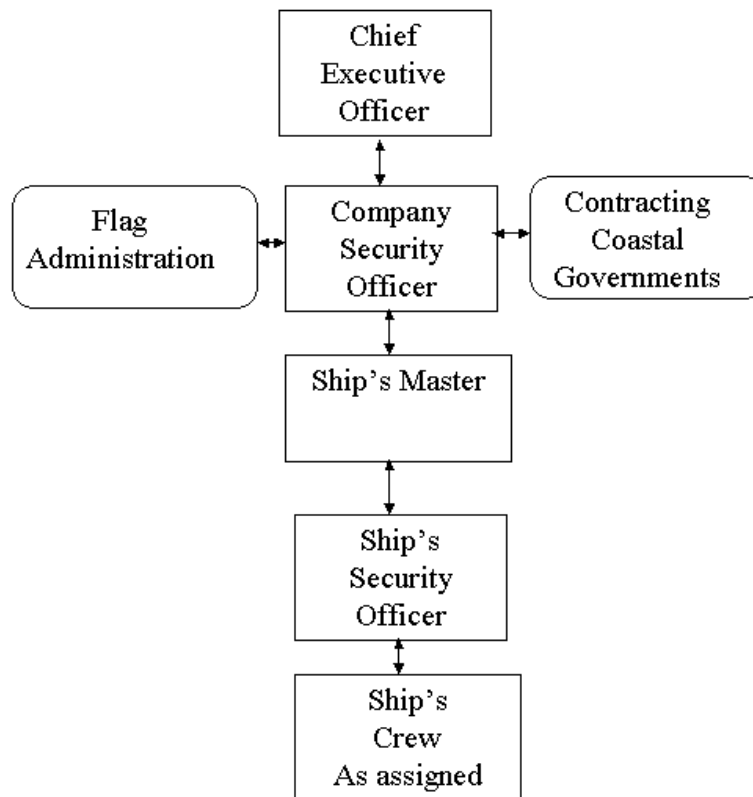 Chief
Executive
Officer
Flag
Administration
Company
Security
Officer
Contracting
Coastal
Governments
Ship’s Master
Ship’s
Security
Officer
Ship’s
Crew
As assigned